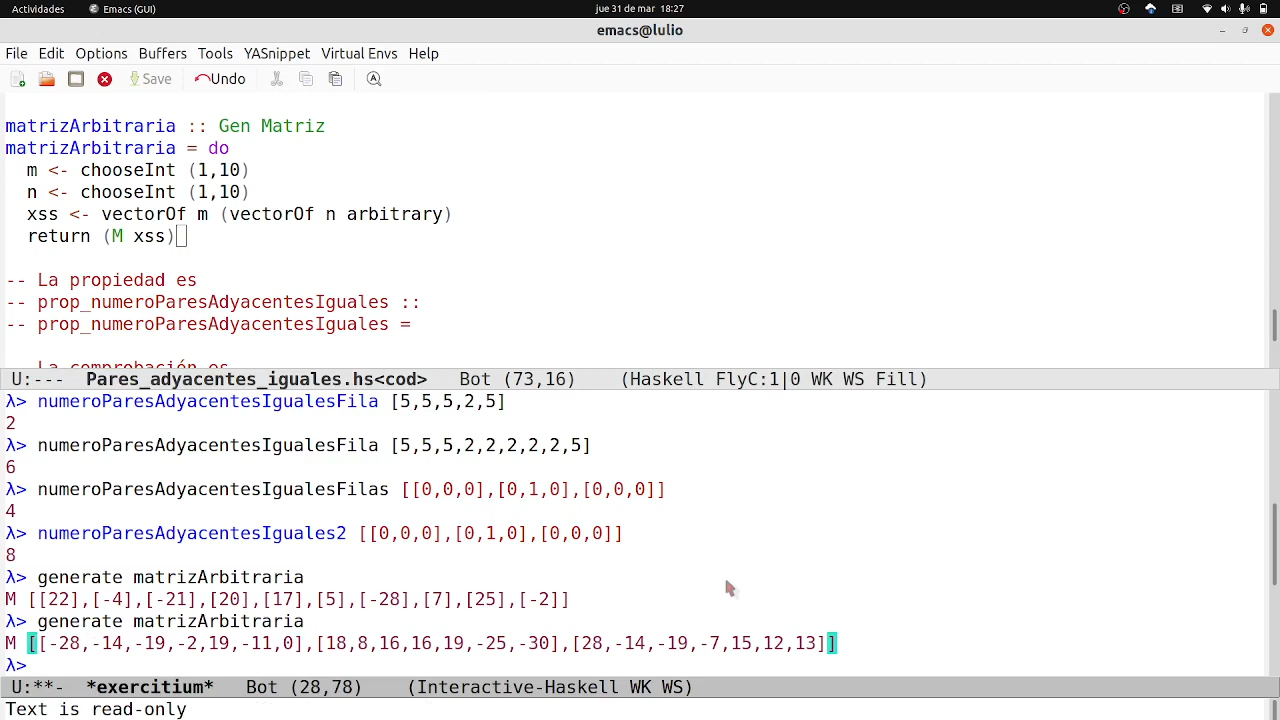 Actividades Emacs (GUI) jue 31 de mar 18:27
emacs@lulio
File Edit Options Buffers Tools YASnippet Virtual Envs Help
Save Undo
matrizArbitraria :: Gen Matriz
matrizArbitraria = do
  m <- chooseInt (1,10)
  n <- chooseInt (1,10)
  xss <- vectorOf m (vectorOf n arbitrary)
  return (M xss)
-- La propiedad es
-- prop_numeroParesAdyacentesIguales ::
-- prop_numeroParesAdyacentesIguales =
-- La comprobación es
U:--- Pares_adyacentes_iguales.hs<cod> Bot (73,16) (Haskell FlyC:1|0 WK WS Fill)
λ> numeroParesAdyacentesIgualesFila [5,5,5,2,5]
2
λ> numeroParesAdyacentesIgualesFila [5,5,5,2,2,2,2,2,5]
6
λ> numeroParesAdyacentesIgualesFilas [[0,0,0],[0,1,0],[0,0,0]]
4
λ> numeroParesAdyacentesIguales2 [[0,0,0],[0,1,0],[0,0,0]]
8
λ> generate matrizArbitraria
M [[22],[-4],[-21],[20],[17],[5],[-28],[7],[25],[-2]]
λ> generate matrizArbitraria
M [[-28,-14,-19,-2,19,-11,0],[18,8,16,16,19,-25,-30],[28,-14,-19,-7,15,12,13]]
λ>
U:**- *exercitium* Bot (28,78) (Interactive-Haskell WK WS)
Text is read-only